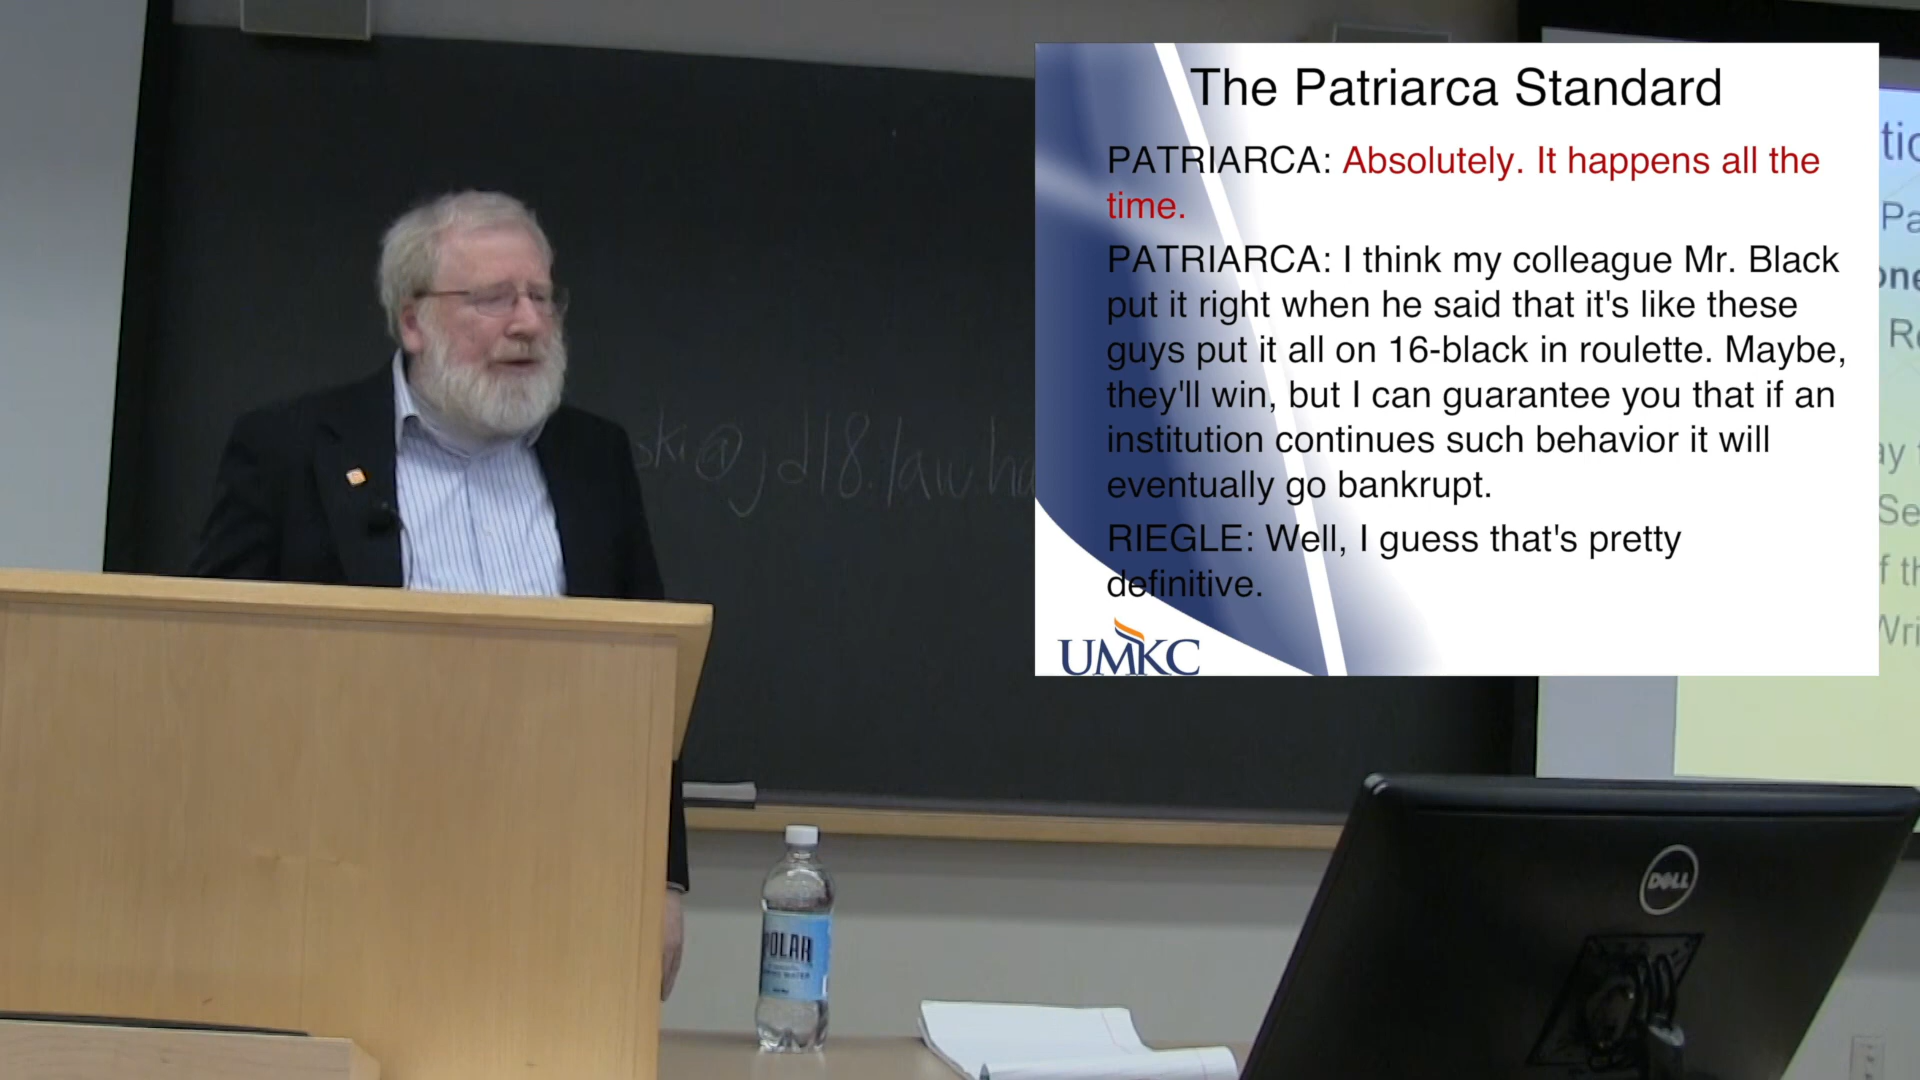 The Patriarca Standard
PATRIARCA: Absolutely. It happens all the
time.
PATRIARCA: I think my colleague Mr. Black
put it right when he said that it's like these
guys put it all on 16-black in roulette. Maybe,
they'll win, but I can guarantee you that if an
institution continues such behavior it will
eventually go bankrupt.
RIEGLE: Well, I guess that's pretty
definitive.
UMKC
@jd18.law.ha
POLAR
DELL